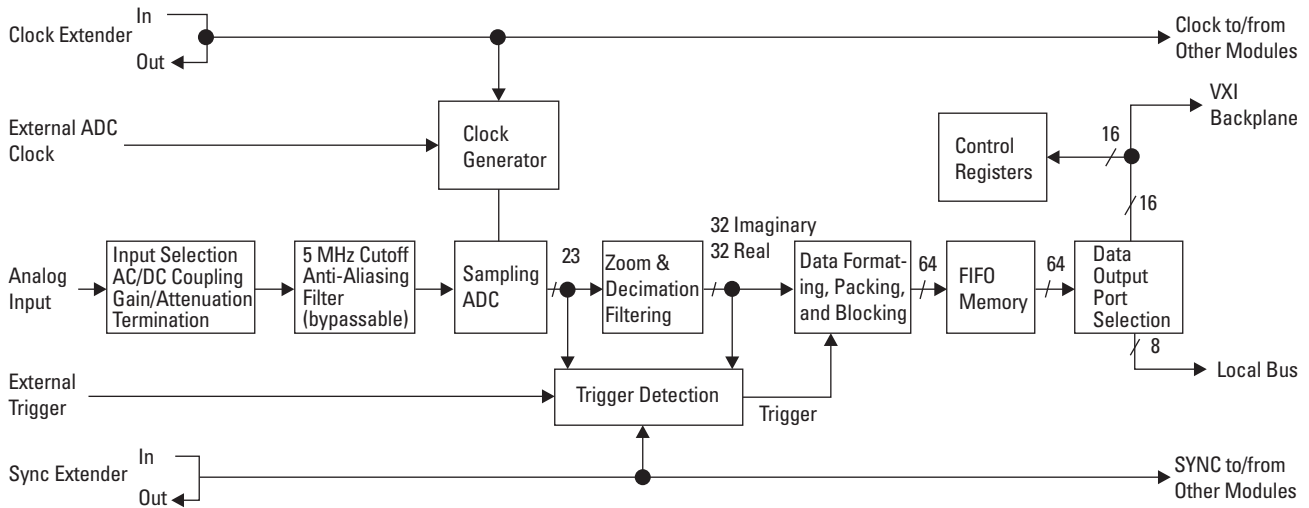 In
Clock Extender
Out
Clock to/from
Other Modules
VXI
Backplane
External ADC
Clock
Clock
Generator
Control
Registers
16
16
32 Imaginary
32 Real
Analog
Input
Input Selection
AC/DC Coupling
Gain/Attenuation
Termination
5 MHz Cutoff
Anti-Aliasing
Filter
(bypassable)
Sampling
ADC
23
Zoom &
Decimation
Filtering
Data Format-
ing, Packing,
and Blocking
64
FIFO
Memory
64
Data
Output
Port
Selection
8
Local Bus
External
Trigger
Trigger Detection
Trigger
In
Sync Extender
Out
SYNC to/from
Other Modules